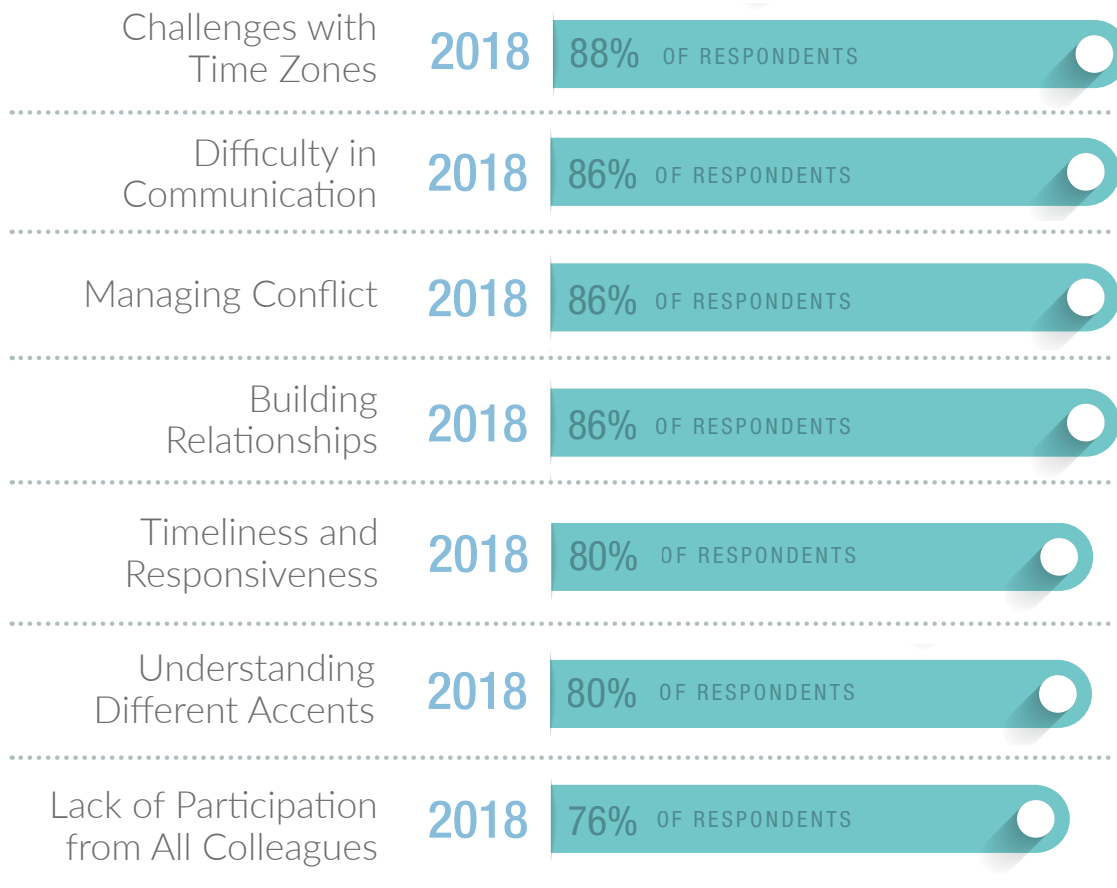 Challenges with
Time Zones
2018
88% OF RESPONDENTS
Difficulty in
Communication
2018
86% OF RESPONDENTS
Managing Conflict
2018
86% OF RESPONDENTS
Building
Relationships
2018
86% OF RESPONDENTS
Timeliness and
Responsiveness
2018
80% OF RESPONDENTS
Understanding
Different Accents
2018
80% OF RESPONDENTS
Lack of Participation
from All Colleagues
2018
76% OF RESPONDENTS